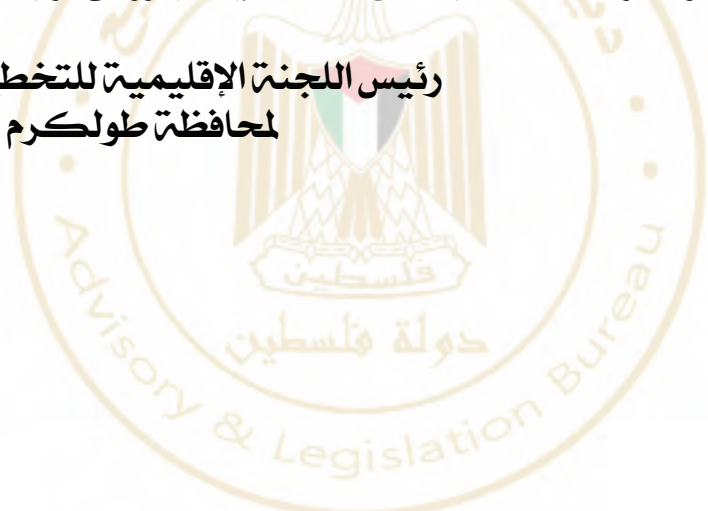 رئيس اللجنة الإقليمية للتخط
لمحافظة طولكرم
فلسطين
دولة فلسطين
Advisory & Legislation Bureau